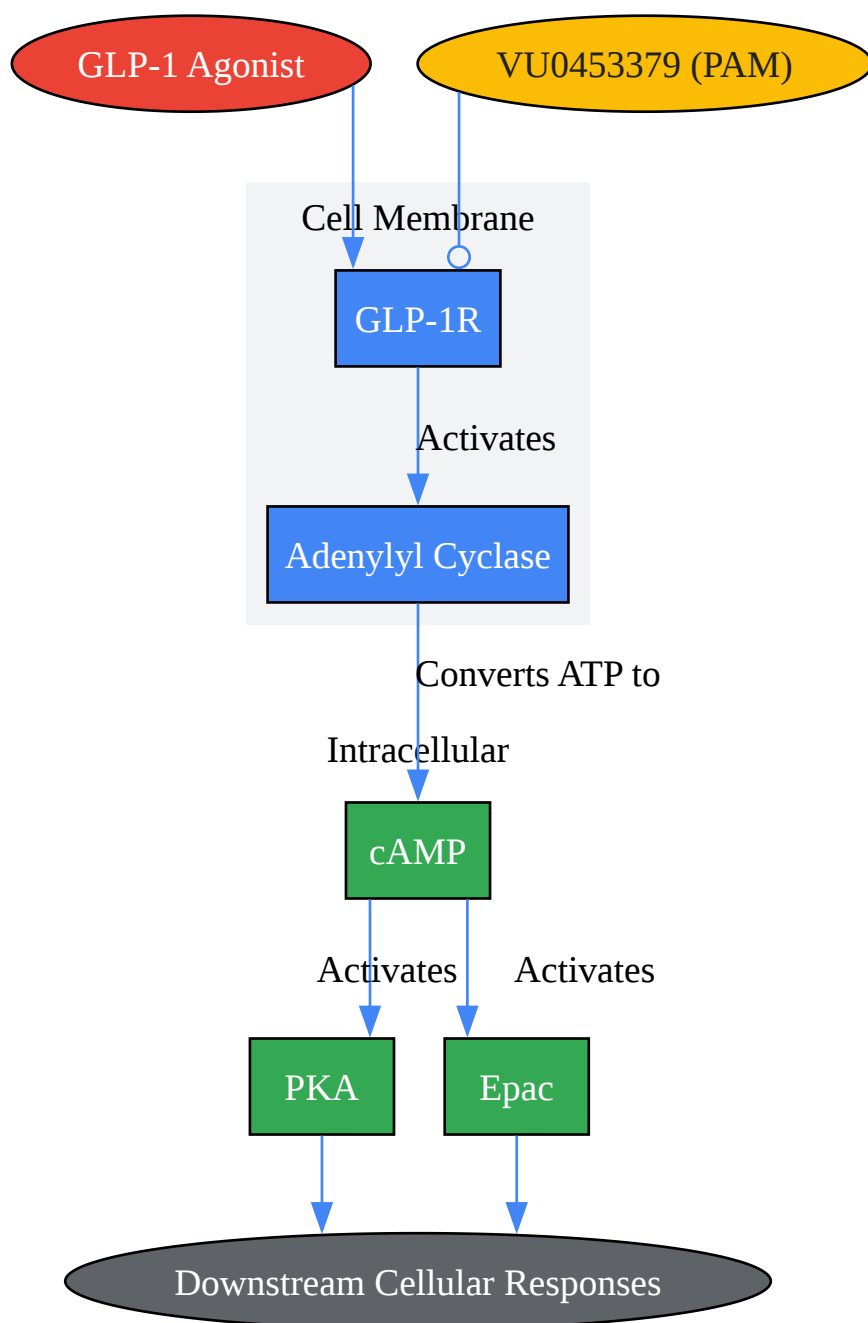 GLP-1 Agonist
VU0453379 (PAM)
Cell Membrane
GLP-1R
Activates
Adenylyl Cyclase
Converts ATP to
Intracellular
cAMP
Activates
Activates
PKA
Epac
Downstream Cellular Responses